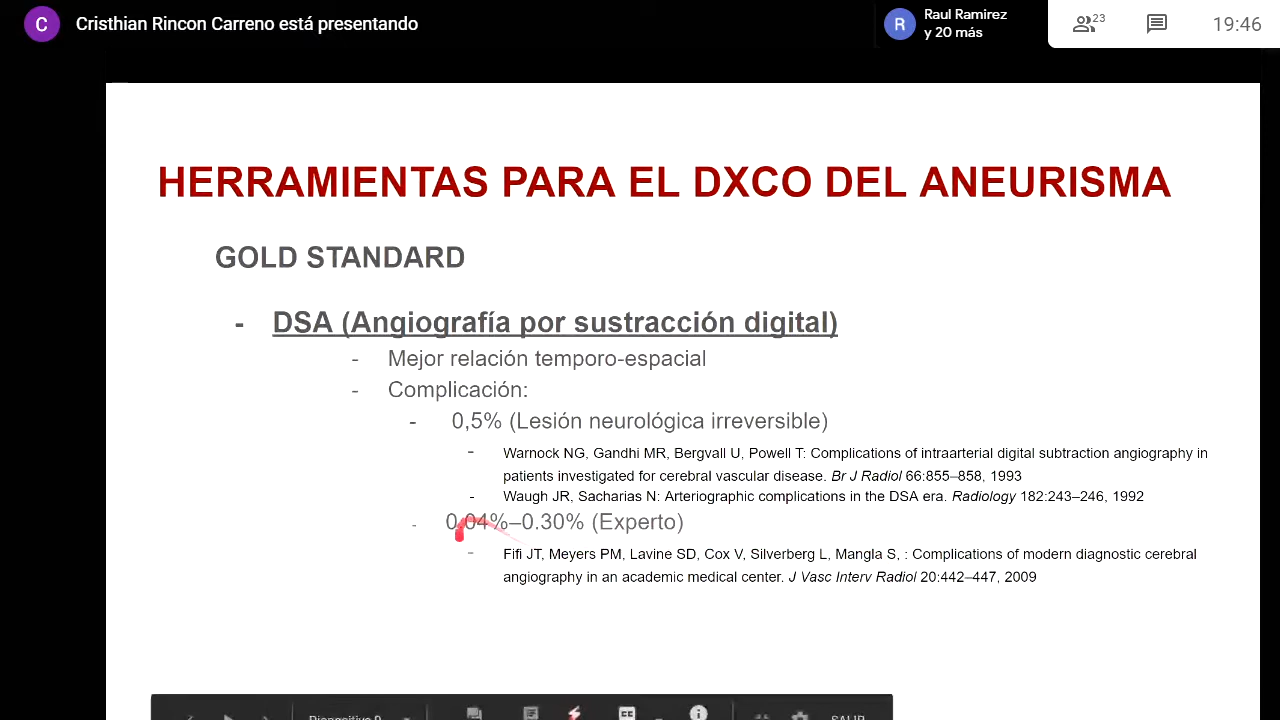 C Cristhian Rincon Carreno está presentando
R Raul Ramirez
y 20 más
23
19:46
HERRAMIENTAS PARA EL DXCO DEL ANEURISMA
GOLD STANDARD
- DSA (Angiografía por sustracción digital)
- Mejor relación temporo-espacial
- Complicación:
- 0,5% (Lesión neurológica irreversible)
- Warnock NG, Gandhi MR, Bergvall U, Powell T: Complications of intraarterial digital subtraction angiography in
patients investigated for cerebral vascular disease. Br J Radiol 66:855–858, 1993
- Waugh JR, Sacharias N: Arteriographic complications in the DSA era. Radiology 182:243–246, 1992
- 0.04%–0.30% (Experto)
- Fifi JT, Meyers PM, Lavine SD, Cox V, Silverberg L, Mangla S, : Complications of modern diagnostic cerebral
angiography in an academic medical center. J Vasc Interv Radiol 20:442–447, 2009
Diapositiva 9
SALIR